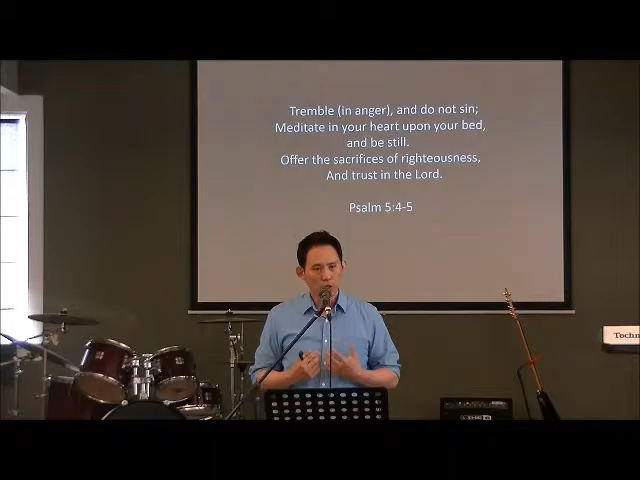 Tremble (in anger), and do not sin;
Meditate in your heart upon your bed,
and be still.
Offer the sacrifices of righteousness,
And trust in the Lord.
Psalm 5:4-5
Techn